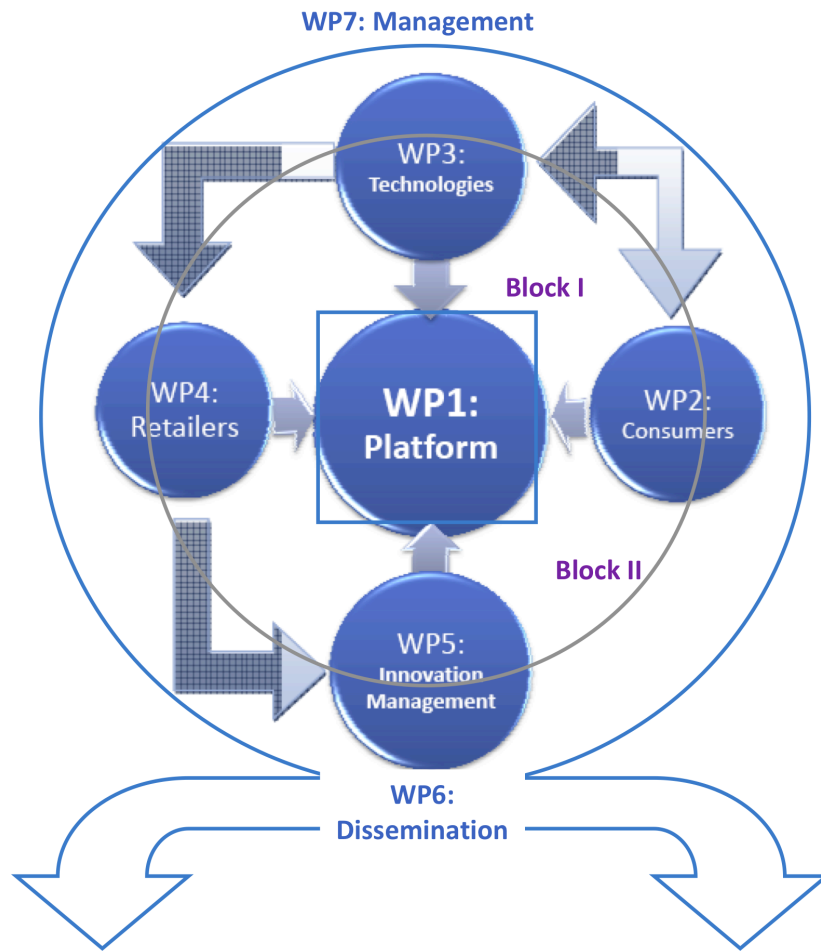 WP7: Management
WP3:
Technologies
Block I
WP4:
Retailers
WP1:
Platform
WP2:
Consumers
Block II
WP5:
Innovation
Management
WP6:
Dissemination